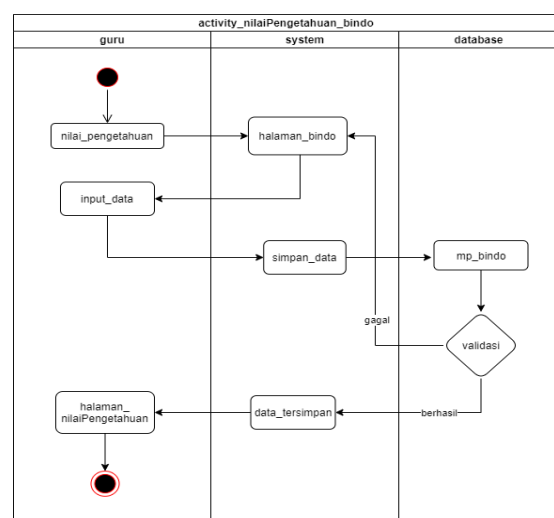 activity_nilaiPengetahuan_bindo
guru
system
database
nilai_pengetahuan
halaman_bindo
input_data
simpan_data
mp_bindo
gagal
validasi
halaman_
nilaiPengetahuan
data_tersimpan
berhasil